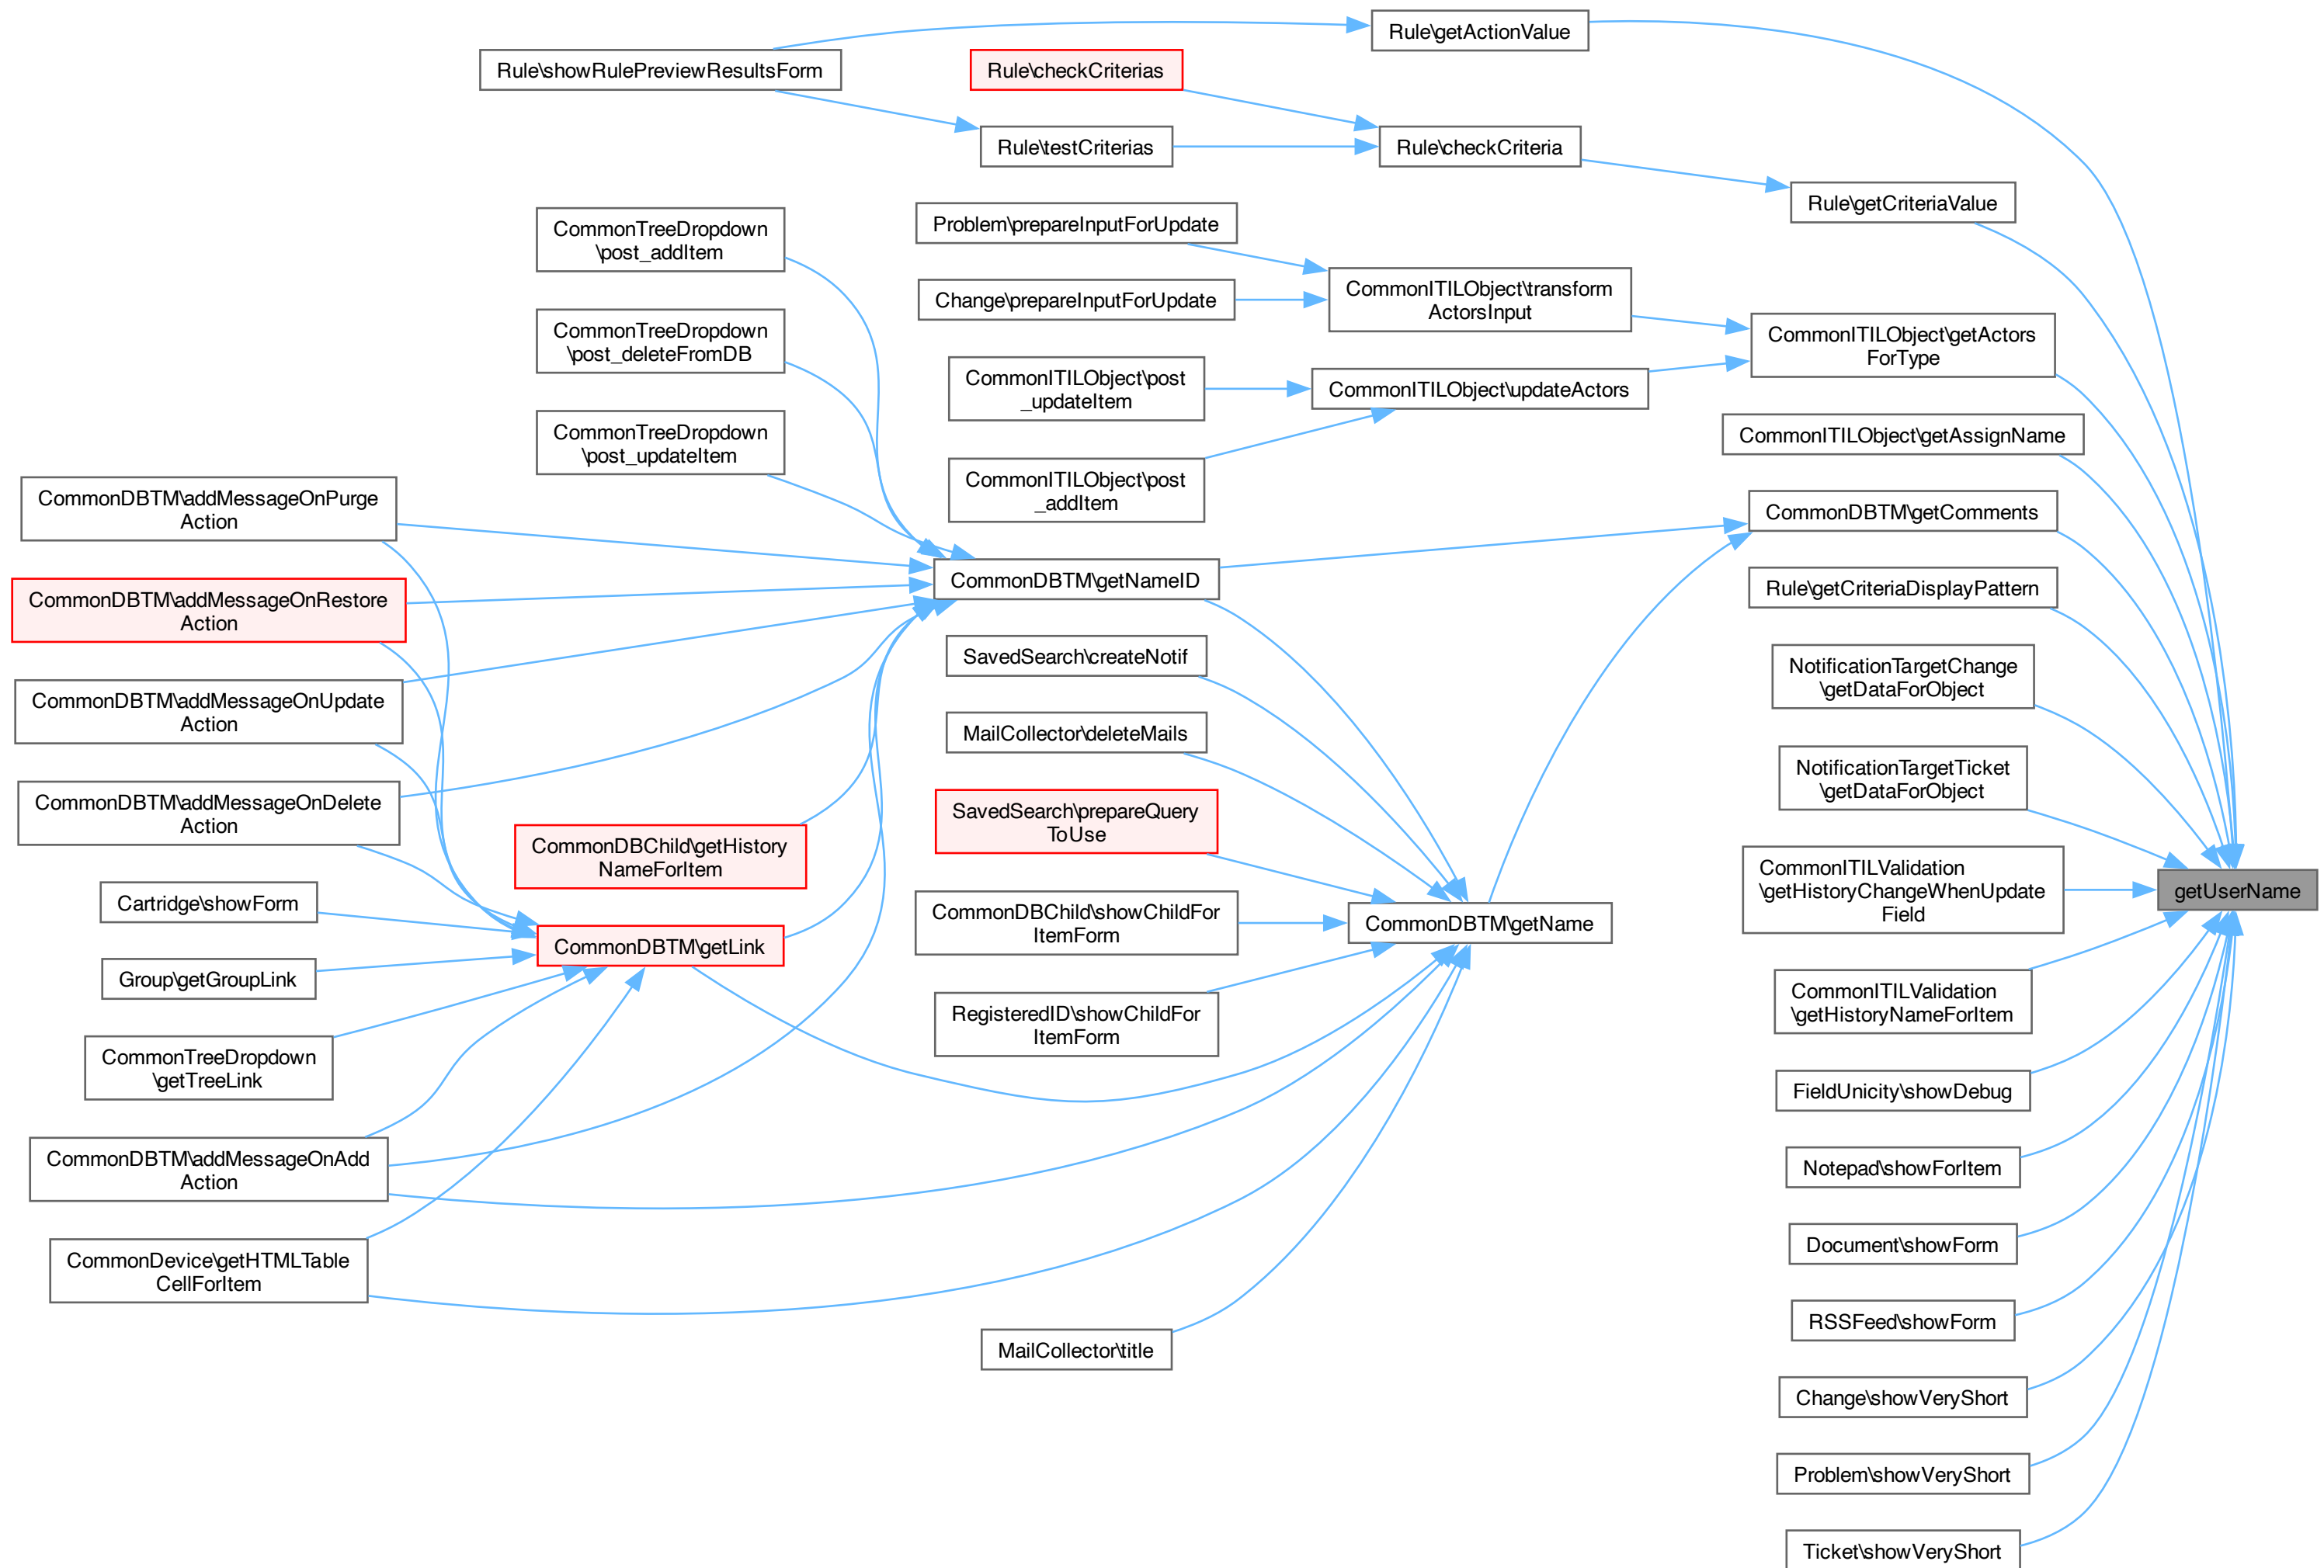 Rule\getActionValue
Rule\showRulePreviewResultsForm
Rule\checkCriterias
Rule\testCriterias
Rule\checkCriteria
Rule\getCriteriaValue
CommonTreeDropdown
\post_addItem
Problem\prepareInputForUpdate
Change\prepareInputForUpdate
CommonITILObject\transform
ActorsInput
CommonTreeDropdown
\post_deleteFromDB
CommonITILObject\getActors
ForType
CommonITILObject\post
_updateItem
CommonITILObject\updateActors
CommonTreeDropdown
\post_updateItem
CommonITILObject\getAssignName
CommonITILObject\post
_addItem
CommonDBTM\addMessageOnPurge
Action
CommonDBTM\getComments
CommonDBTM\getNameID
CommonDBTM\addMessageOnRestore
Action
Rule\getCriteriaDisplayPattern
SavedSearch\createNotif
NotificationTargetChange
\getDataForObject
CommonDBTM\addMessageOnUpdate
Action
MailCollector\deleteMails
NotificationTargetTicket
\getDataForObject
CommonDBTM\addMessageOnDelete
Action
SavedSearch\prepareQuery
ToUse
CommonDBChild\getHistory
NameForItem
CommonITILValidation
\getHistoryChangeWhenUpdate
Field
getUserName
Cartridge\showForm
CommonDBChild\showChildFor
ItemForm
CommonDBTM\getName
CommonDBTM\getLink
Group\getGroupLink
CommonITILValidation
\getHistoryNameForItem
RegisteredID\showChildFor
ItemForm
CommonTreeDropdown
\getTreeLink
FieldUnicity\showDebug
CommonDBTM\addMessageOnAdd
Action
Notepad\showForItem
Document\showForm
CommonDevice\getHTMLTable
CellForItem
RSSFeed\showForm
MailCollector\title
Change\showVeryShort
Problem\showVeryShort
Ticket\showVeryShort